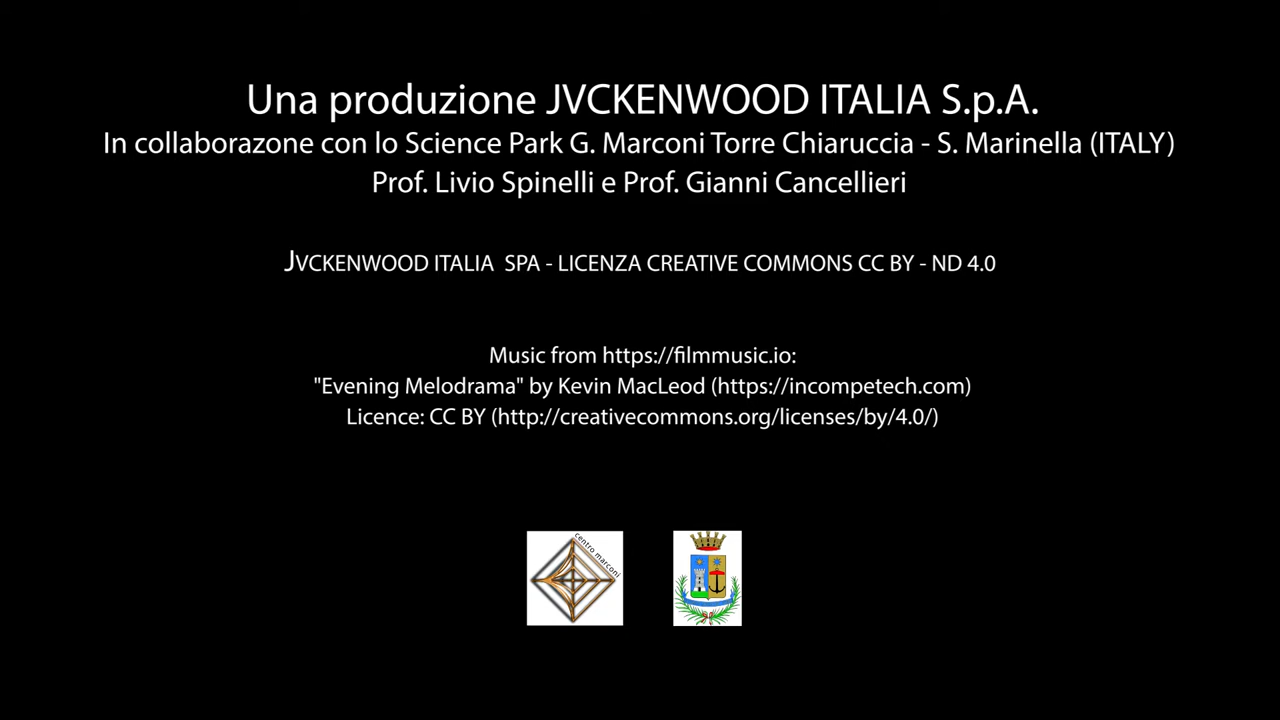 Una produzione JVCKENWOOD ITALIA S.p.A.
In collaborazone con lo Science Park G. Marconi Torre Chiaruccia - S. Marinella (ITALY)
Prof. Livio Spinelli e Prof. Gianni Cancellieri
JVCKENWOOD ITALIA SPA - LICENZA CREATIVE COMMONS CC BY - ND 4.0
Music from https://filmmusic.io:
"Evening Melodrama" by Kevin MacLeod (https://incompetech.com)
Licence: CC BY (http://creativecommons.org/licenses/by/4.0/)
centro marconi